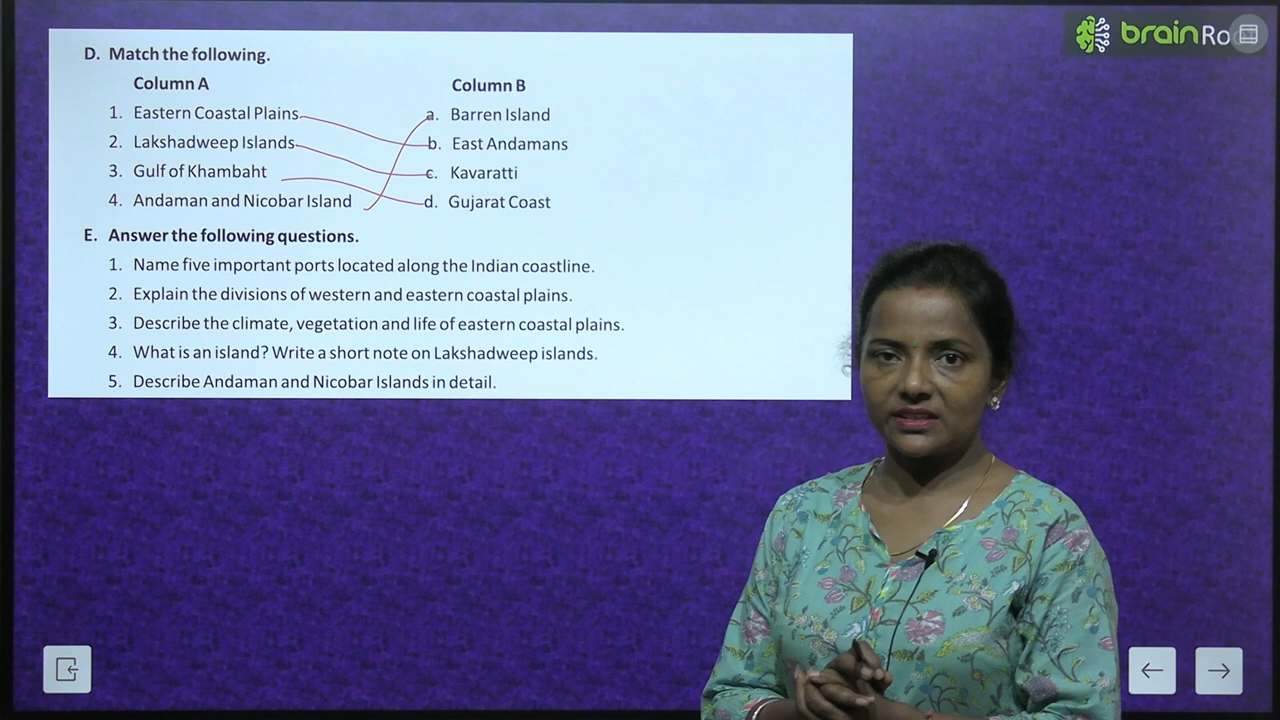 brainRo
D. Match the following.
Column A Column B
1. Eastern Coastal Plains a. Barren Island
2. Lakshadweep Islands b. East Andamans
3. Gulf of Khambaht c. Kavaratti
4. Andaman and Nicobar Island d. Gujarat Coast
E. Answer the following questions.
1. Name five important ports located along the Indian coastline.
2. Explain the divisions of western and eastern coastal plains.
3. Describe the climate, vegetation and life of eastern coastal plains.
4. What is an island? Write a short note on Lakshadweep islands.
5. Describe Andaman and Nicobar Islands in detail.